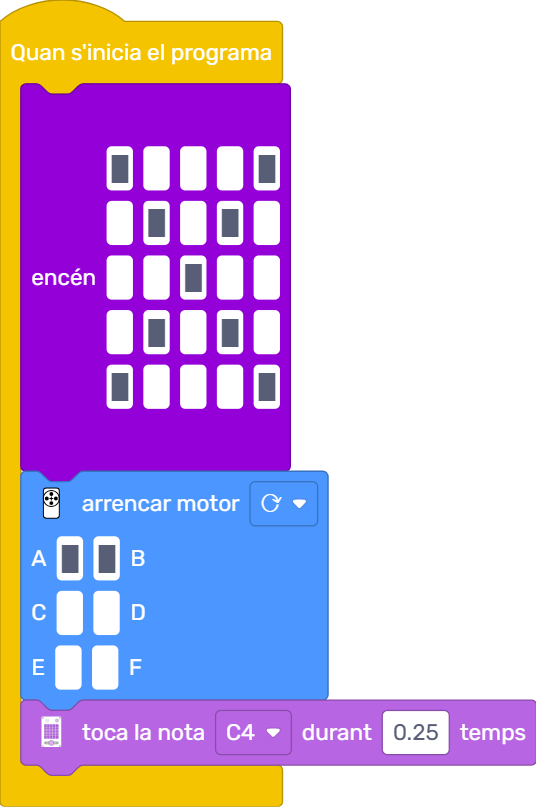 Quan s'inicia el programa
encén
arrencar motor
A B
C D
E F
toca la nota C4 durant 0.25 temps